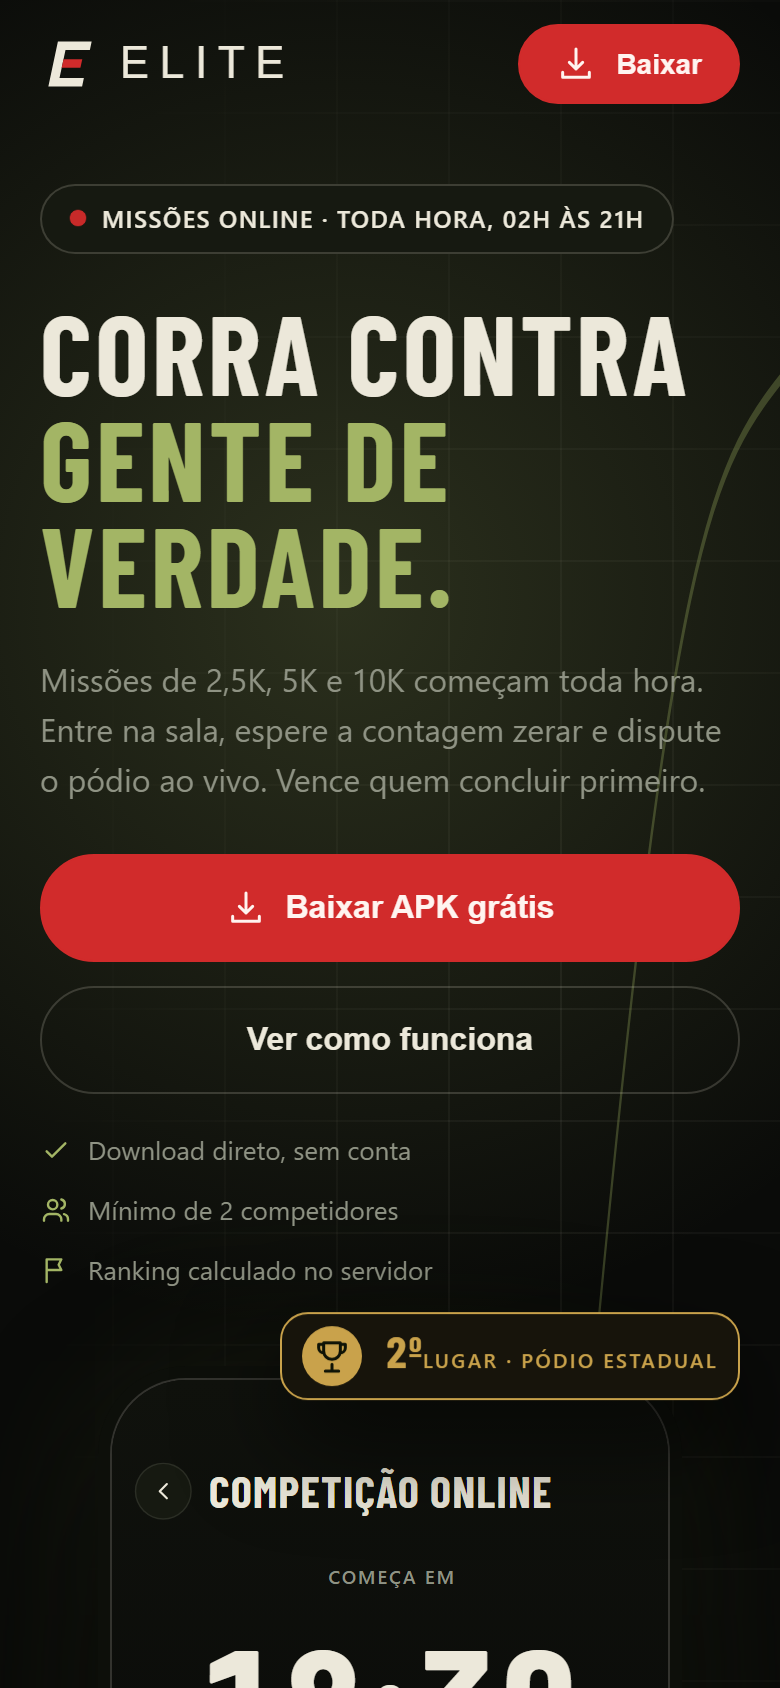 E ELITE
Baixar
MISSÕES ONLINE · TODA HORA, 02H ÀS 21H
CORRA CONTRA
GENTE DE
VERDADE.
Missões de 2,5K, 5K e 10K começam toda hora.
Entre na sala, espere a contagem zerar e dispute
o pódio ao vivo. Vence quem concluir primeiro.
Baixar APK grátis
Ver como funciona
Download direto, sem conta
Mínimo de 2 competidores
Ranking calculado no servidor
2º LUGAR · PÓDIO ESTADUAL
COMPETIÇÃO ONLINE
COMEÇA EM